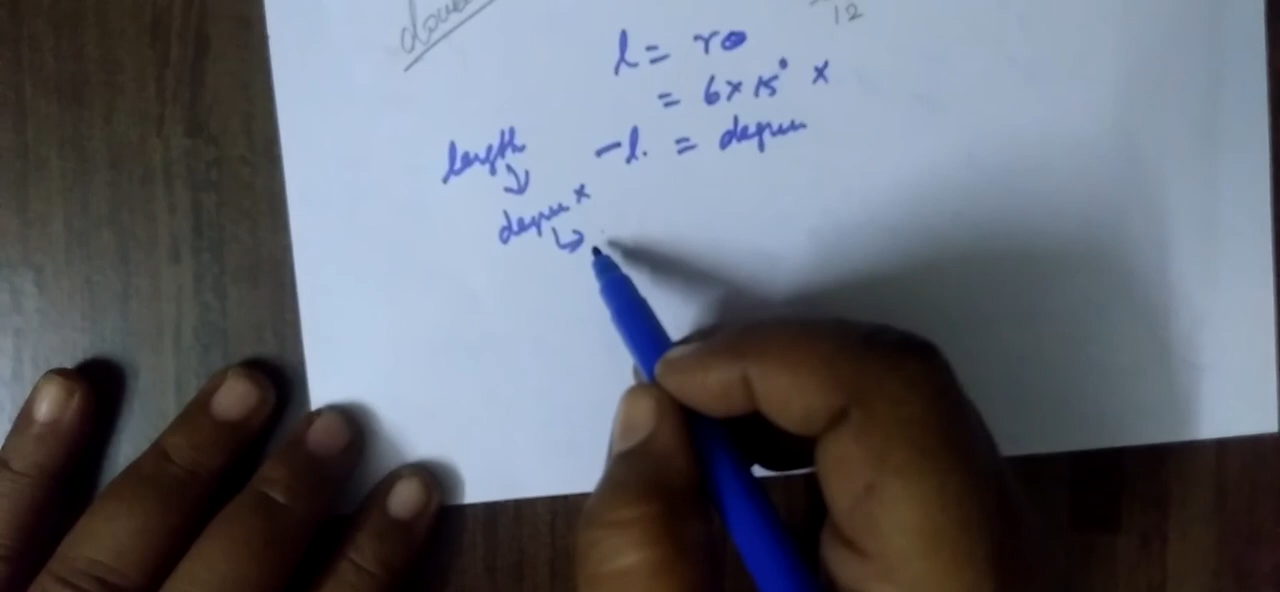 12
l = rθ
= 6 × 15° ×
length
- l. = degree
degree ×